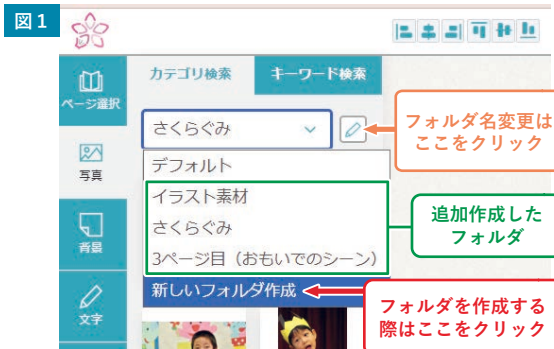 図1
カテゴリ検索
キーワード検索
ページ選択
さくらぐみ
フォルダ名変更は
ここをクリック
写真
デフォルト
イラスト素材
さくらぐみ
3ページ目（おもいでのシーン）
追加作成した
フォルダ
背景
新しいフォルダ作成
フォルダを作成する
際はここをクリック
文字